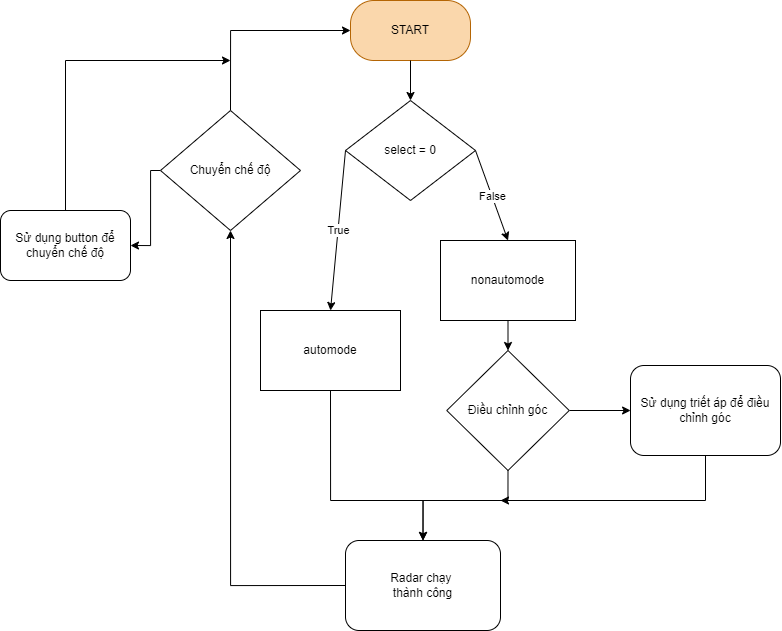 START
Chuyển chế độ
select = 0
False
True
Sử dụng button để
chuyển chế độ
nonautomode
automode
Điều chỉnh góc
Sử dụng triết áp để điều
chỉnh góc
Radar chạy
thành công